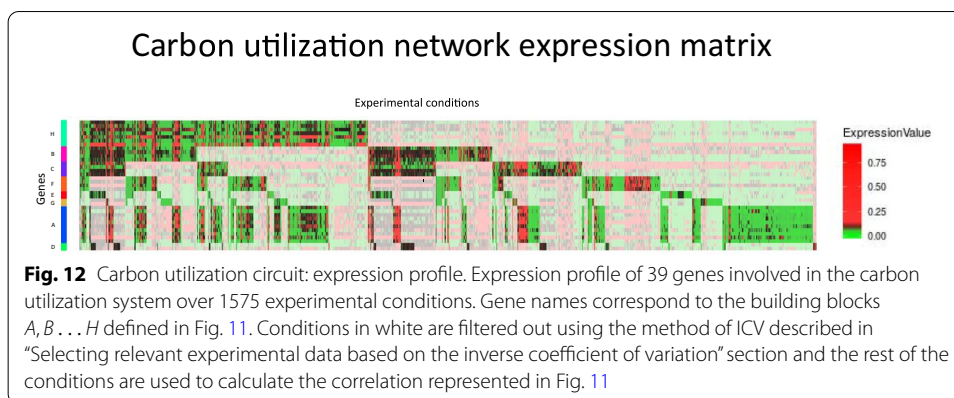 Carbon utilization network expression matrix
Experimental conditions
Genes
H
B
C
F
E
G
A
D
ExpressionValue
0.75
0.50
0.25
0.00
Fig. 12 Carbon utilization circuit: expression profile. Expression profile of 39 genes involved in the carbon
utilization system over 1575 experimental conditions. Gene names correspond to the building blocks
A, B . . . H defined in Fig. 11. Conditions in white are filtered out using the method of ICV described in
“Selecting relevant experimental data based on the inverse coefficient of variation” section and the rest of the
conditions are used to calculate the correlation represented in Fig. 11